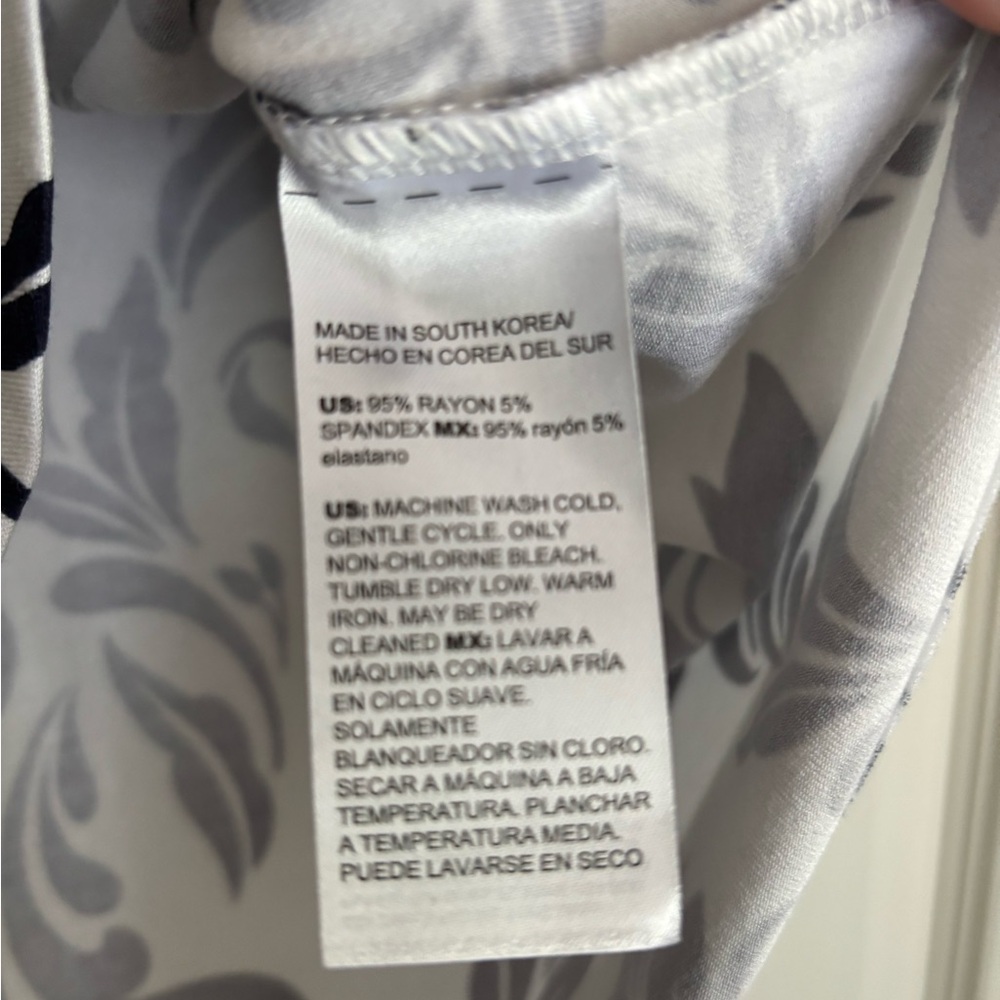 MADE IN SOUTH KOREA/
HECHO EN COREA DEL SUR
US: 95% RAYON 5%
SPANDEX MX: 95% rayón 5%
elastano
US: MACHINE WASH COLD,
GENTLE CYCLE. ONLY
NON-CHLORINE BLEACH.
TUMBLE DRY LOW. WARM
IRON. MAY BE DRY
CLEANED MX: LAVAR A
MÁQUINA CON AGUA FRÍA
EN CICLO SUAVE.
SOLAMENTE
BLANQUEADOR SIN CLORO.
SECAR A MÁQUINA A BAJA
TEMPERATURA. PLANCHAR
A TEMPERATURA MEDIA.
PUEDE LAVARSE EN SECO